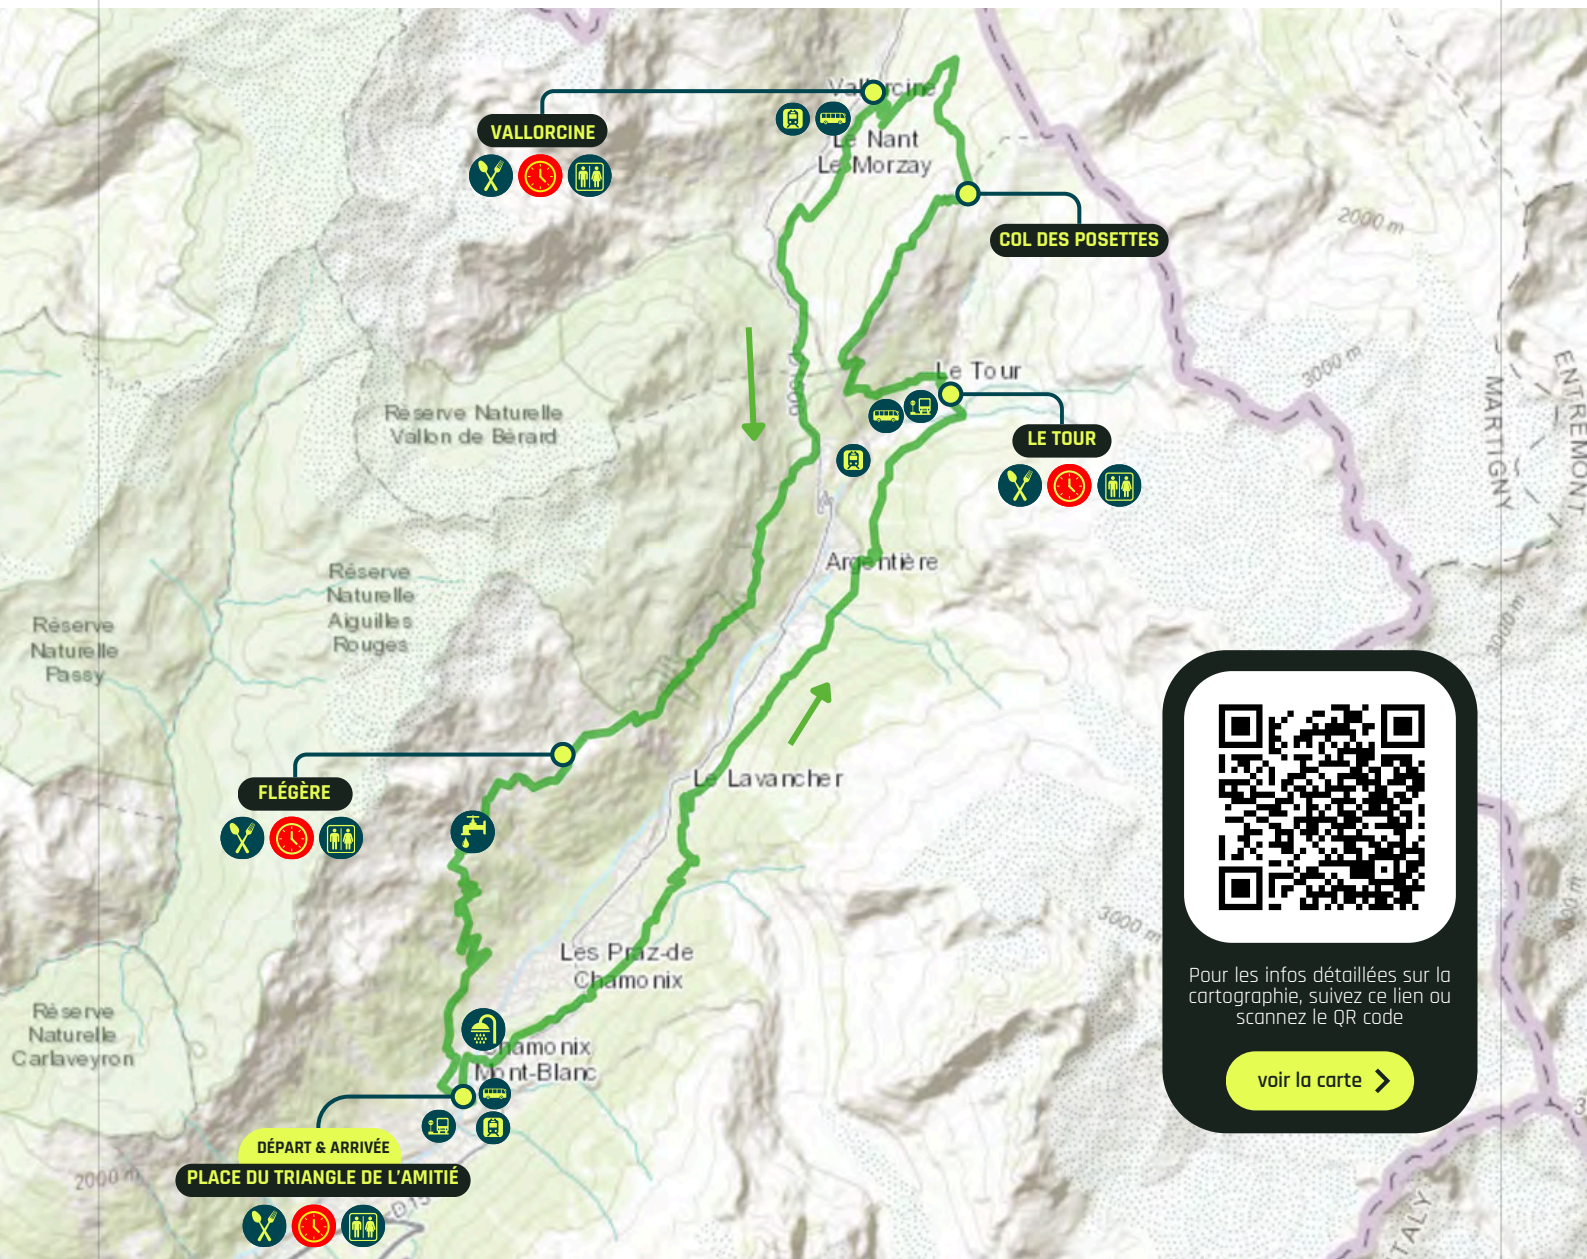 Vallorcine
VALLORCINE
Le Nant
Le Morzay
COL DES POSETTES
2000 m
3000 m
MARTIGNY
ENTREMONT
Le Tour
LE TOUR
Réserve Naturelle
Vallon de Bérard
Argentière
Réserve
Naturelle
Aiguilles
Rouges
Réserve
Naturelle
Passy
3000 m
Le Lavancher
FLÉGÈRE
3000 m
Les Praz-de
Chamonix
Pour les infos détaillées sur la
cartographie, suivez ce lien ou
scannez le QR code
voir la carte
Réserve
Naturelle
Carlaveyron
Chamonix
Mont-Blanc
DÉPART & ARRIVÉE
PLACE DU TRIANGLE DE L'AMITIÉ
2000 m